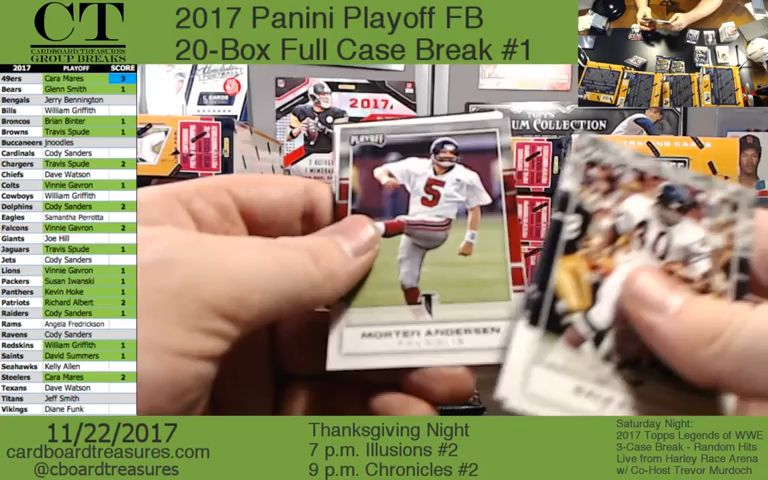 CT
CARDBOARD TREASURES
GROUP BREAKS
2017 Panini Playoff FB
20-Box Full Case Break #1
2017 PLAYOFF SCORE
49ers Cara Mares 3
Bears Glenn Smith 1
Bengals Jerry Bennington
Bills William Griffith
Broncos Brian Binter 1
Browns Travis Spude 1
Buccaneers Jnoodles
Cardinals Cody Sanders
Chargers Travis Spude 2
Chiefs Dave Watson
Colts Vinnie Gavron 1
Cowboys William Griffith
Dolphins Cody Sanders 2
Eagles Samantha Perrotta
Falcons Vinnie Gavron 2
Giants Joe Hill
Jaguars Travis Spude 1
Jets Cody Sanders
Lions Vinnie Gavron 1
Packers Susan Iwanski 1
Panthers Kevin Hoke 1
Patriots Richard Albert 2
Raiders Cody Sanders 1
Rams Angela Fredrickson
Ravens Cody Sanders
Redskins William Griffith 1
Saints David Summers 1
Seahawks Kelly Allen
Steelers Cara Mares 2
Texans Dave Watson
Titans Jeff Smith
Vikings Diane Funk
2017
TOPPS
UM COLLECTION
PLAYOFF
5
MORTEN ANDERSEN
11/22/2017
cardboardtreasures.com
@cboardtreasures
Thanksgiving Night
7 p.m. Illusions #2
9 p.m. Chronicles #2
Saturday Night:
2017 Topps Legends of WWE
3-Case Break - Random Hits
Live from Harley Race Arena
w/ Co-Host Trevor Murdoch